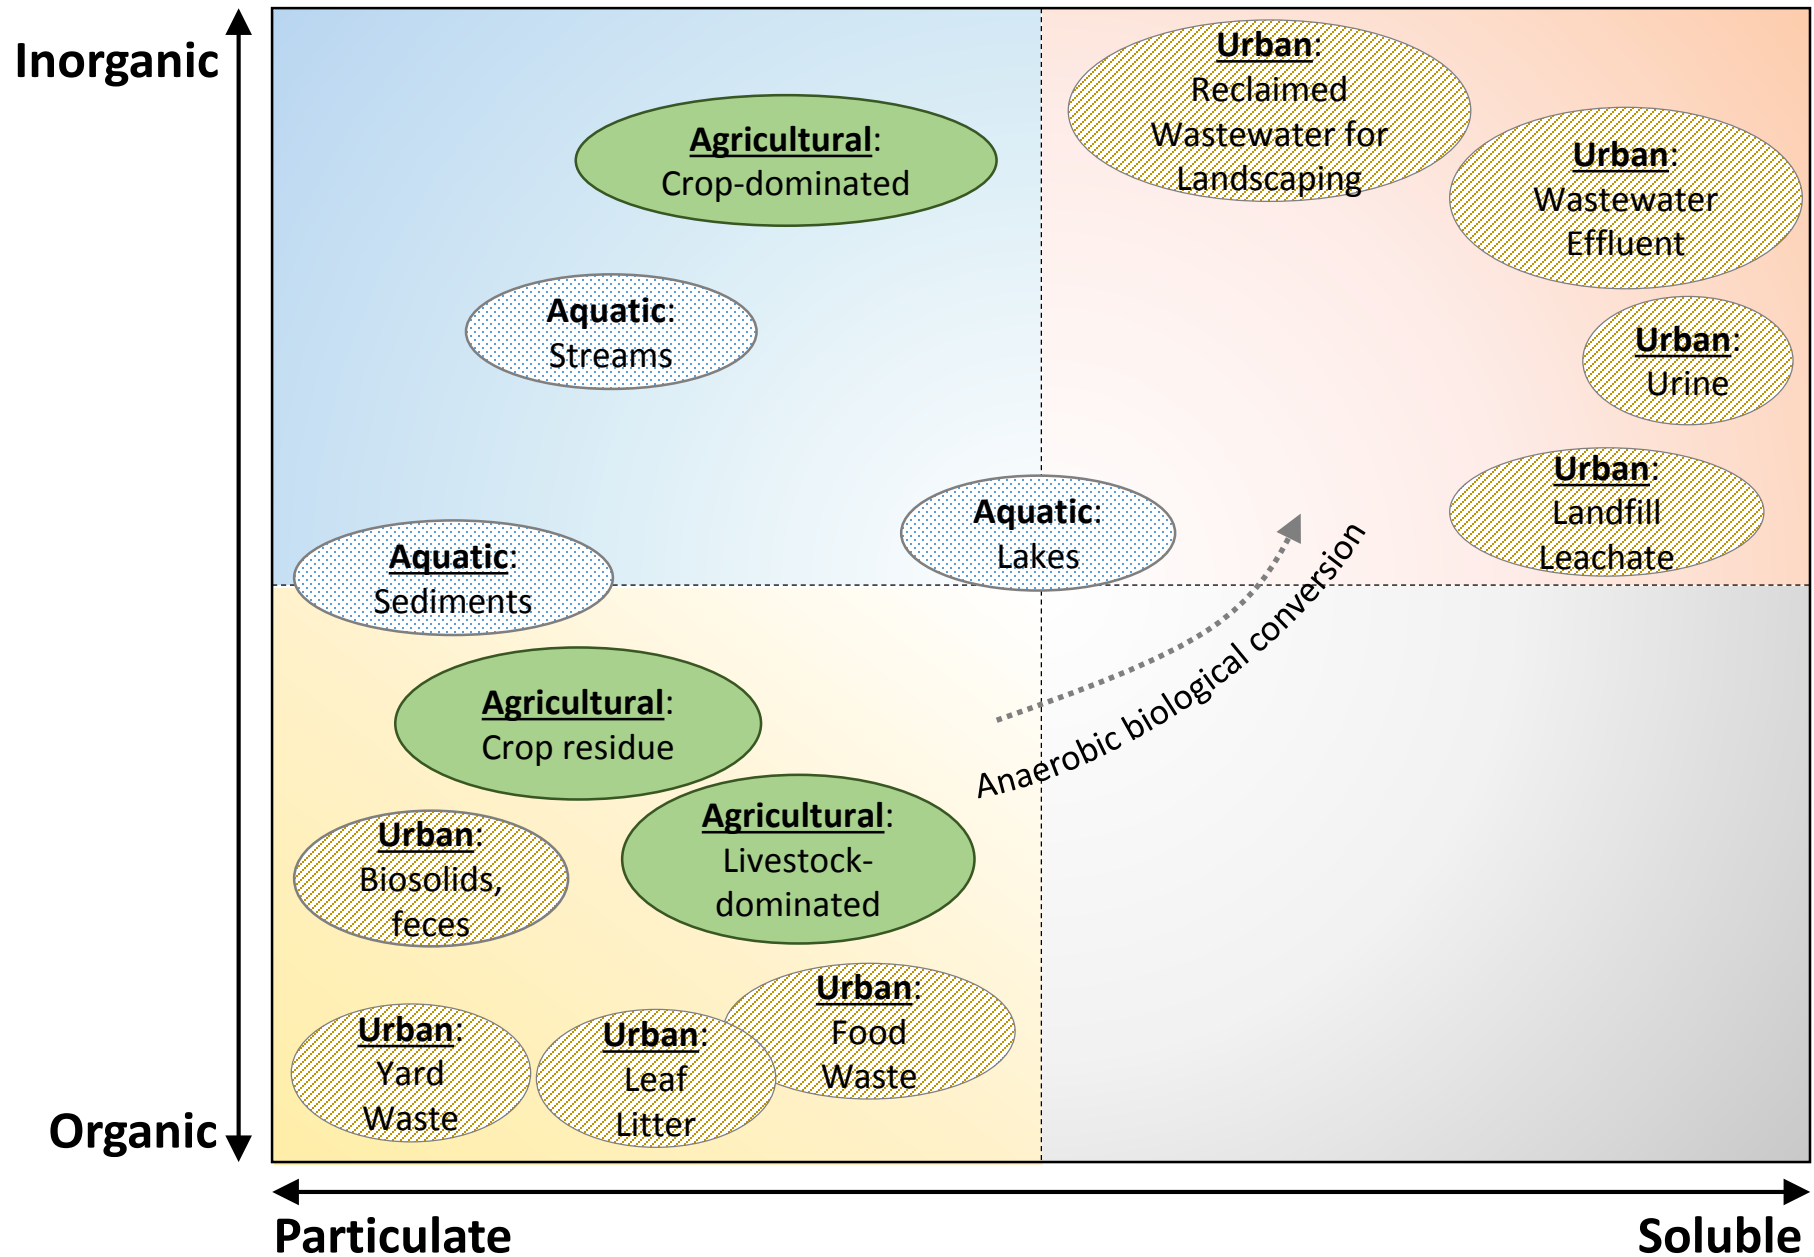 Inorganic
Urban:
Reclaimed
Wastewater for
Landscaping
Agricultural:
Crop-dominated
Urban:
Wastewater
Effluent
Aquatic:
Streams
Urban:
Urine
Urban:
Landfill
Leachate
Aquatic:
Lakes
Aquatic:
Sediments
Anaerobic biological conversion
Agricultural:
Crop residue
Agricultural:
Livestock-
dominated
Urban:
Biosolids,
feces
Urban:
Food
Waste
Urban:
Yard
Waste
Urban:
Leaf
Litter
Organic
Particulate
Soluble